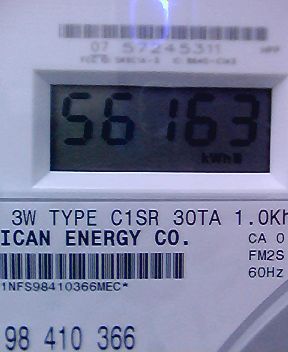 07 57245311
56163
kWh
3W TYPE C1SR 30TA 1.0Kh
ICAN ENERGY CO.
CA 0
FM2S
60Hz
1NFS98410366MEC*
98 410 366